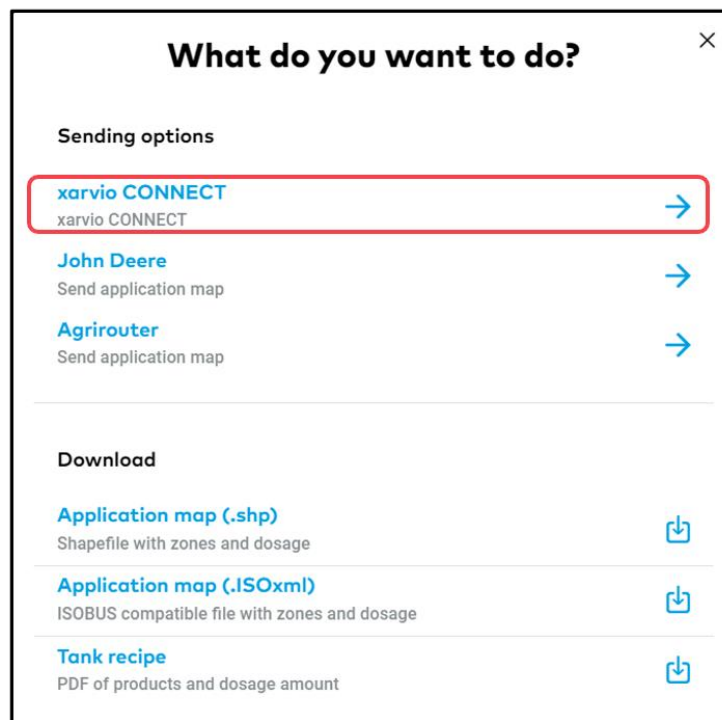 What do you want to do?
Sending options
xarvio CONNECT
xarvio CONNECT
John Deere
Send application map
Agrirouter
Send application map
Download
Application map (.shp)
Shapefile with zones and dosage
Application map (.ISOxml)
ISOBUS compatible file with zones and dosage
Tank recipe
PDF of products and dosage amount